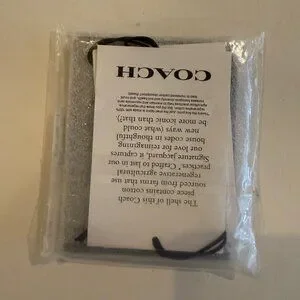 The shell of this Coach
piece contains cotton
sourced from farms that use
regenerative agricultural
practices. Crafted to last in our
Signature jacquard, it captures
our love for reimagining
house codes in thoughtful
new ways (what could
be more iconic than that?).
COACH